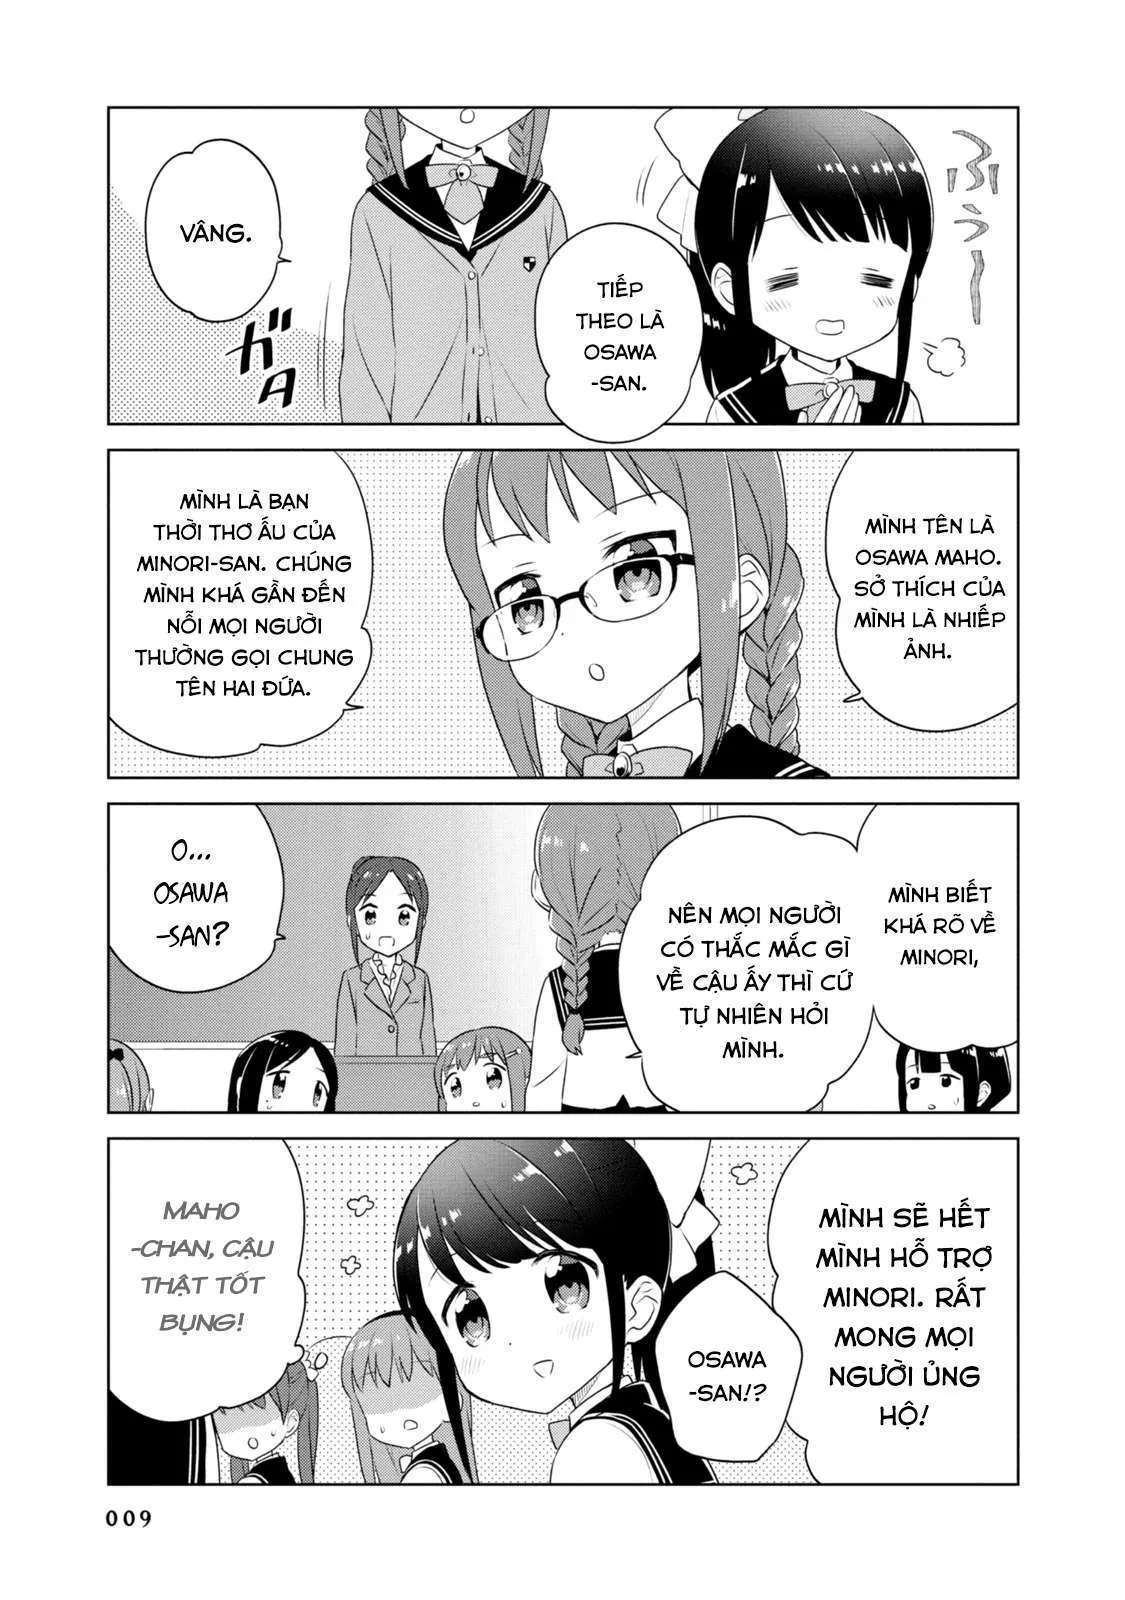 ふぅー
TIẾP
THEO LÀ
OSAWA
-SAN.
VÂNG.
ガタ
MÌNH TÊN LÀ
OSAWA MAHO.
SỞ THÍCH CỦA
MÌNH LÀ NHIẾP
ẢNH.
MÌNH LÀ BẠN
THỜI THƠ ẤU CỦA
MINORI-SAN. CHÚNG
MÌNH KHÁ GẦN ĐẾN
NỖI MỌI NGƯỜI
THƯỜNG GỌI CHUNG
TÊN HAI ĐỨA.
MÌNH BIẾT
KHÁ RÕ VỀ
MINORI,
NÊN MỌI NGƯỜI
CÓ THẮC MẮC GÌ
VỀ CẬU ẤY THÌ CỨ
TỰ NHIÊN HỎI
MÌNH.
O...
OSAWA
-SAN?
MÌNH SẼ HẾT
MÌNH HỖ TRỢ
MINORI. RẤT
MONG MỌI
NGƯỜI ỦNG
HỘ!
OSAWA
-SAN!?
MAHO
-CHAN, CẬU
THẬT TỐT
BỤNG!
009